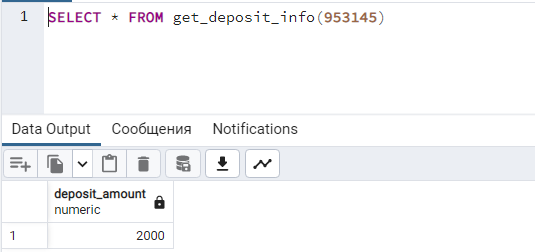 1 SELECT * FROM get_deposit_info(953145)
Data Output Сообщения Notifications
deposit_amount
numeric
1 2000